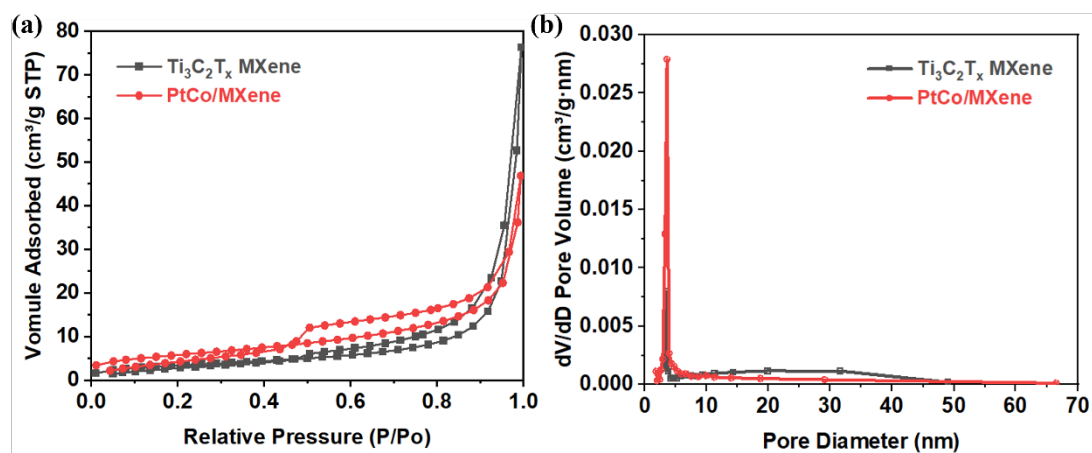 (a)
80
70
60
50
40
30
20
10
0
Vomule Adsorbed (cm³/g STP)
Ti₃C₂Tₓ MXene
PtCo/MXene
0.0 0.2 0.4 0.6 0.8 1.0
Relative Pressure (P/Po)
(b)
0.030
0.025
0.020
0.015
0.010
0.005
0.000
dV/dD Pore Volume (cm³/g·nm)
Ti₃C₂Tₓ MXene
PtCo/MXene
0 10 20 30 40 50 60 70
Pore Diameter (nm)